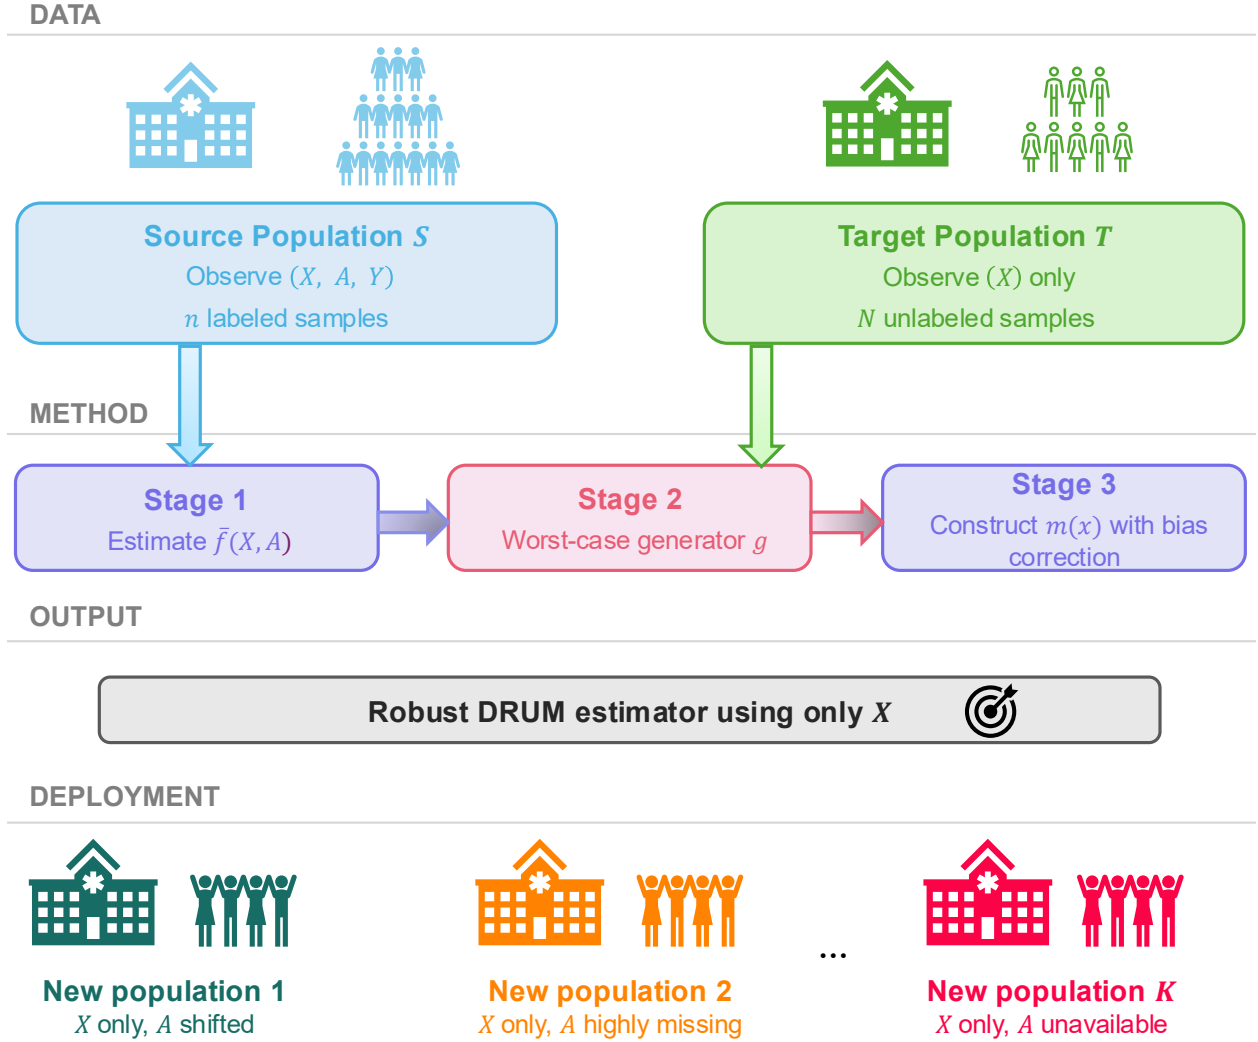 DATA
Source Population S
Observe (X, A, Y)
n labeled samples
Target Population T
Observe (X) only
N unlabeled samples
METHOD
Stage 1
Estimate f̄(X, A)
Stage 2
Worst-case generator g
Stage 3
Construct m(x) with bias
correction
OUTPUT
Robust DRUM estimator using only X
DEPLOYMENT
New population 1
X only, A shifted
New population 2
X only, A highly missing
...
New population K
X only, A unavailable